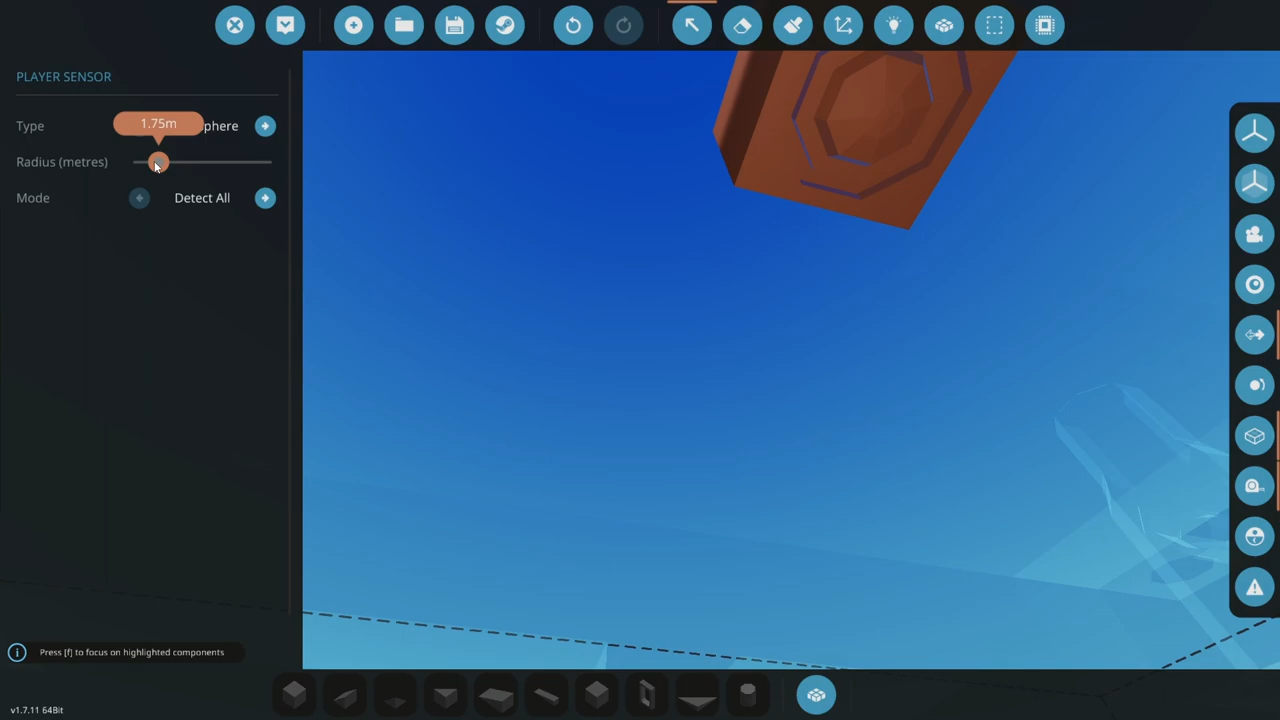 PLAYER SENSOR
Type
1.75m
phere
Radius (metres)
Mode
Detect All
Press [f] to focus on highlighted components
v1.7.11 64Bit